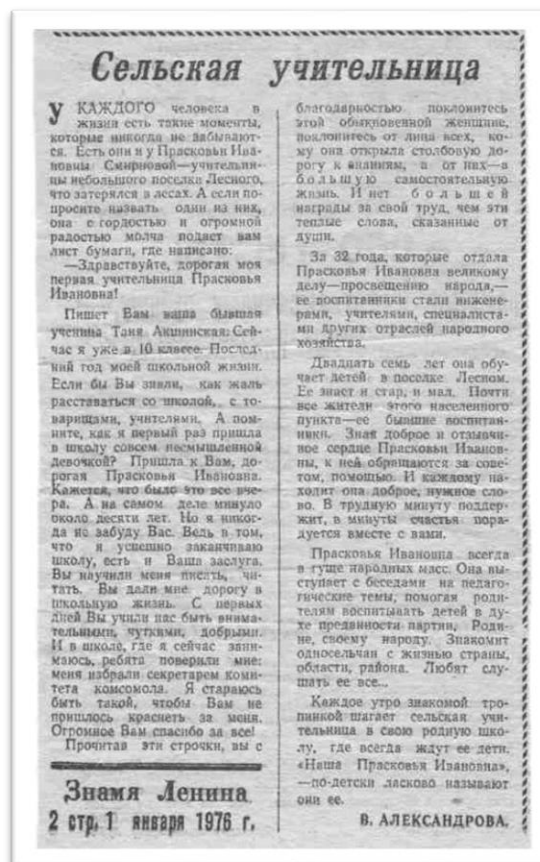 Сельская учительница
У КАЖДОГО человека в
жизни есть такие моменты,
которые никогда не забывают-
ся. Есть они и у Прасковьи Ива-
новны Смирновой—учительни-
цы небольшого поселка Лесного,
что затерялся в лесах. А если по-
просите назвать один из них,
она с гордостью и огромной
радостью молча подает вам
лист бумаги, где написано:
—Здравствуйте, дорогая моя
первая учительница Прасковья
Ивановна!
Пишет Вам ваша бывшая
ученица Таня Акшинская: Сей-
час я уже в 10 классе. Послед-
ний год моей школьной жизни.
Если бы Вы знали, как жаль
расставаться со школой, с то-
варищами, учителями. А пом-
ните, как я первый раз пришла
в школу совсем несмышленной
девочкой? Пришла к Вам, до-
рогая Прасковья Ивановна.
Кажется, что было это все вче-
ра. А на самом деле минуло
около десяти лет. Но я никог-
да не забуду Вас. Ведь в том,
что я успешно заканчиваю
школу, есть и Ваша заслуга.
Вы научили меня писать, чи-
тать. Вы дали мне дорогу в
школьную жизнь. С первых
дней Вы учили нас быть внима-
тельными, чуткими, добрыми.
И в школе, где я сейчас зани-
маюсь, ребята поверили мне:
меня избрали секретарем коми-
тета комсомола. Я стараюсь
быть такой, чтобы Вам не
пришлось краснеть за меня.
Огромное Вам спасибо за все!
Прочитав эти строчки, вы с
благодарностью поклонитесь
этой обыкновенной женщине,
поклонитесь от лица всех, ко-
му она открыла столбовую до-
рогу к знаниям, а от них—в
большую самостоятельную
жизнь. И нет большей
награды за свой труд, чем эти
теплые слова, сказанные от
души.
За 32 года, которые отдала
Прасковья Ивановна великому
делу—просвещению народа,—
ее воспитанники стали инжене-
рами, учителями, специалиста-
ми других отраслей народного
хозяйства.
Двадцать семь лет она обу-
чает детей в поселке Лесном.
Ее знает и стар, и мал. Почти
все жители этого населенного
пункта—ее бывшие воспитан-
ники. Зная доброе и отзывчи-
вое сердце Прасковьи Иванов-
ны, к ней обращаются за сове-
том, помощью. И каждому на-
ходит она доброе, нужное сло-
во. В трудную минуту поддер-
жит, в минуты счастья пора-
дуется вместе с вами.
Прасковья Ивановна всегда
в гуще народных масс. Она вы-
ступает с беседами на педаго-
гические темы, помогая роди-
телям воспитывать детей в ду-
хе преданности партии, Роди-
не, своему народу. Знакомит
односельчан с жизнью страны,
области, района. Любят слу-
шать ее все...
Каждое утро знакомой тро-
пинкой шагает сельская учи-
тельница в свою родную шко-
лу, где всегда ждут ее дети.
«Наша Прасковья Ивановна»,
—по-детски ласково называют
они ее.
В. АЛЕКСАНДРОВА.
Знамя Ленина
2 стр. 1 января 1976 г.